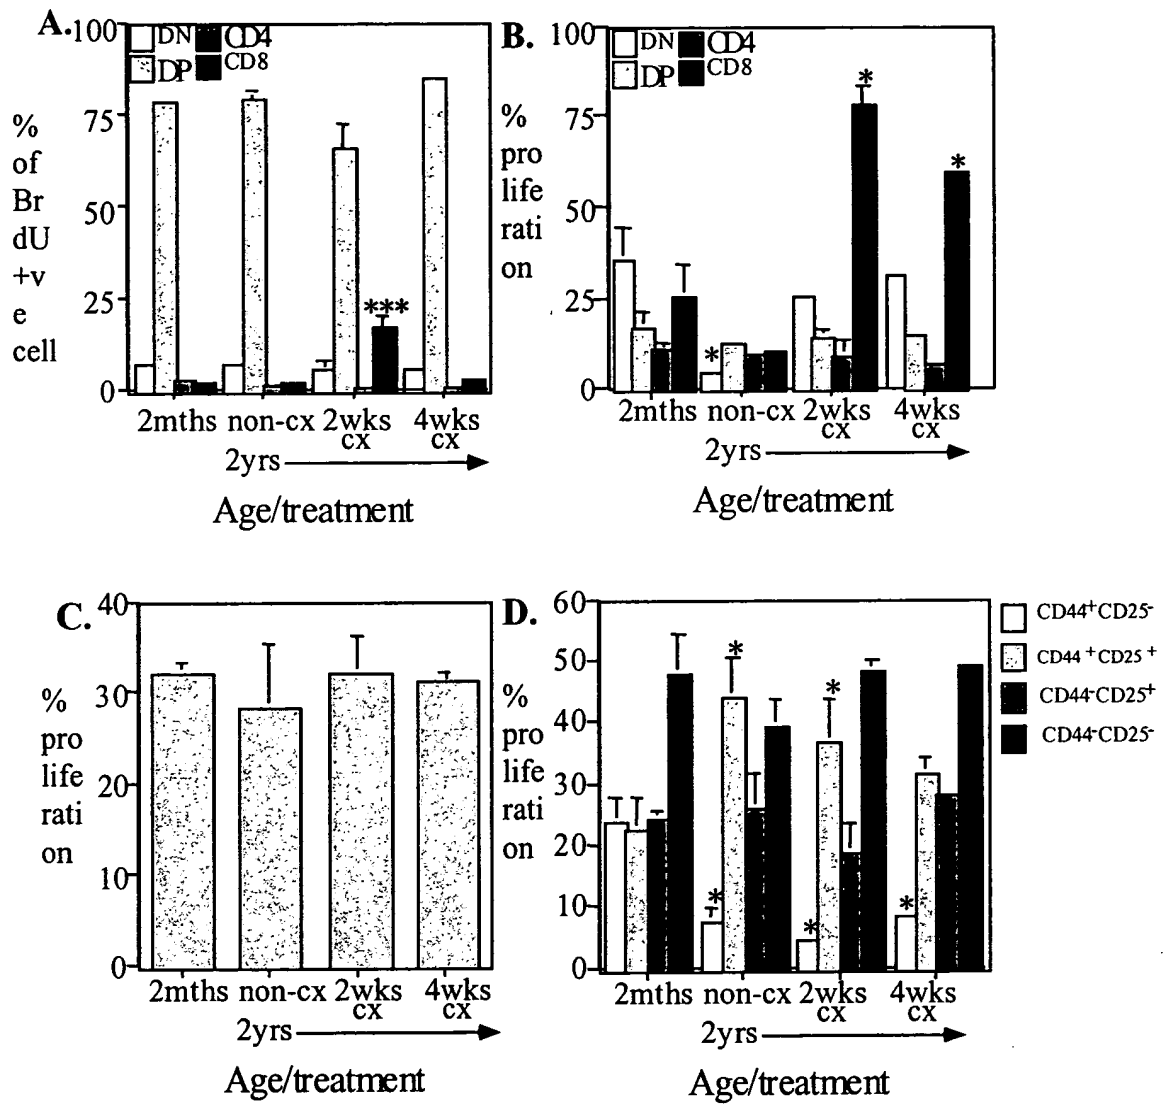 A.
100
75
50
25
0
DN
CD4
DP
CD8
%
of
Br
dU
+v
e
cell
***
2mths non-cx 2wks 4wks
cx cx
2yrs
Age/treatment
B.
100
75
50
25
0
DN
CD4
DP
CD8
%
pro
life
rati
on
*
*
*
2mths non-cx 2wks 4wks
cx cx
2yrs
Age/treatment
C.
40
30
20
10
0
%
pro
life
rati
on
2mths non-cx 2wks 4wks
cx cx
2yrs
Age/treatment
D.
60
50
40
30
20
10
0
%
pro
life
rati
on
*
*
*
*
*
2mths non-cx 2wks 4wks
cx cx
2yrs
Age/treatment
CD44+CD25-
CD44+CD25+
CD44-CD25+
CD44-CD25-